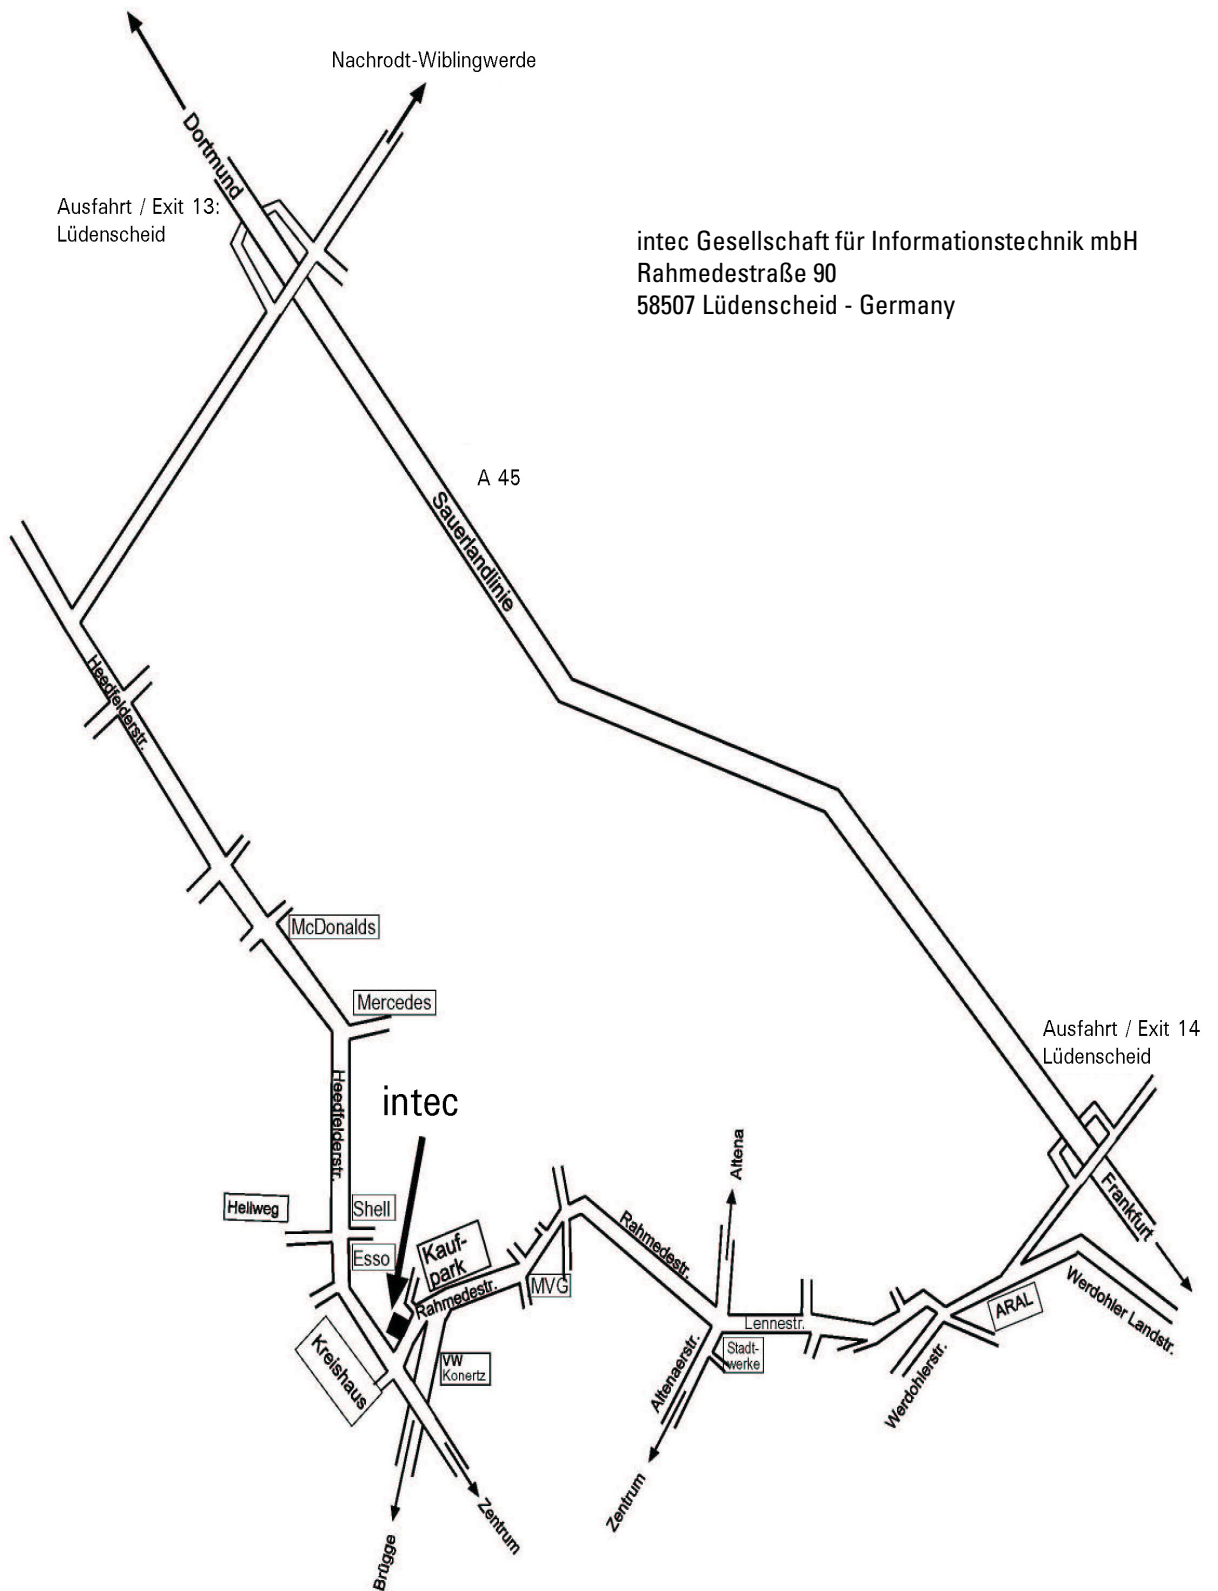 Nachrodt-Wiblingwerde
Dortmund
Ausfahrt / Exit 13:
Lüdenscheid
intec Gesellschaft für Informationstechnik mbH
Rahmedestraße 90
58507 Lüdenscheid - Germany
A 45
Sauerlandlinie
Heedfelderstr.
McDonalds
Mercedes
Ausfahrt / Exit 14
Lüdenscheid
Heedfelderstr.
intec
Altena
Frankfurt
Hellweg
Shell
Esso
Kauf-
park
Rahmedestr.
Rahmedestr.
MVG
Lennestr.
ARAL
Werdohler Landstr.
Kreishaus
VW
Konertz
Altenaerstr.
Stadt-
werke
Werdohlerstr.
Zentrum
Zentrum
Brügge